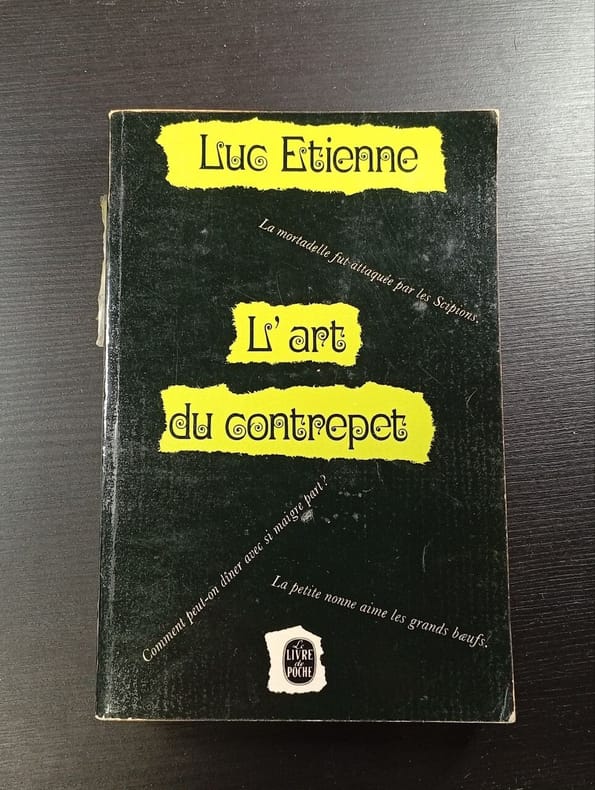 Luc Etienne
La mortadelle fut attaquée par les Scipions.
L'art
du contrepet
Comment peut-on dîner avec si maigre part?
La petite nonne aime les grands bœufs.
Le
LIVRE
de
POCHE